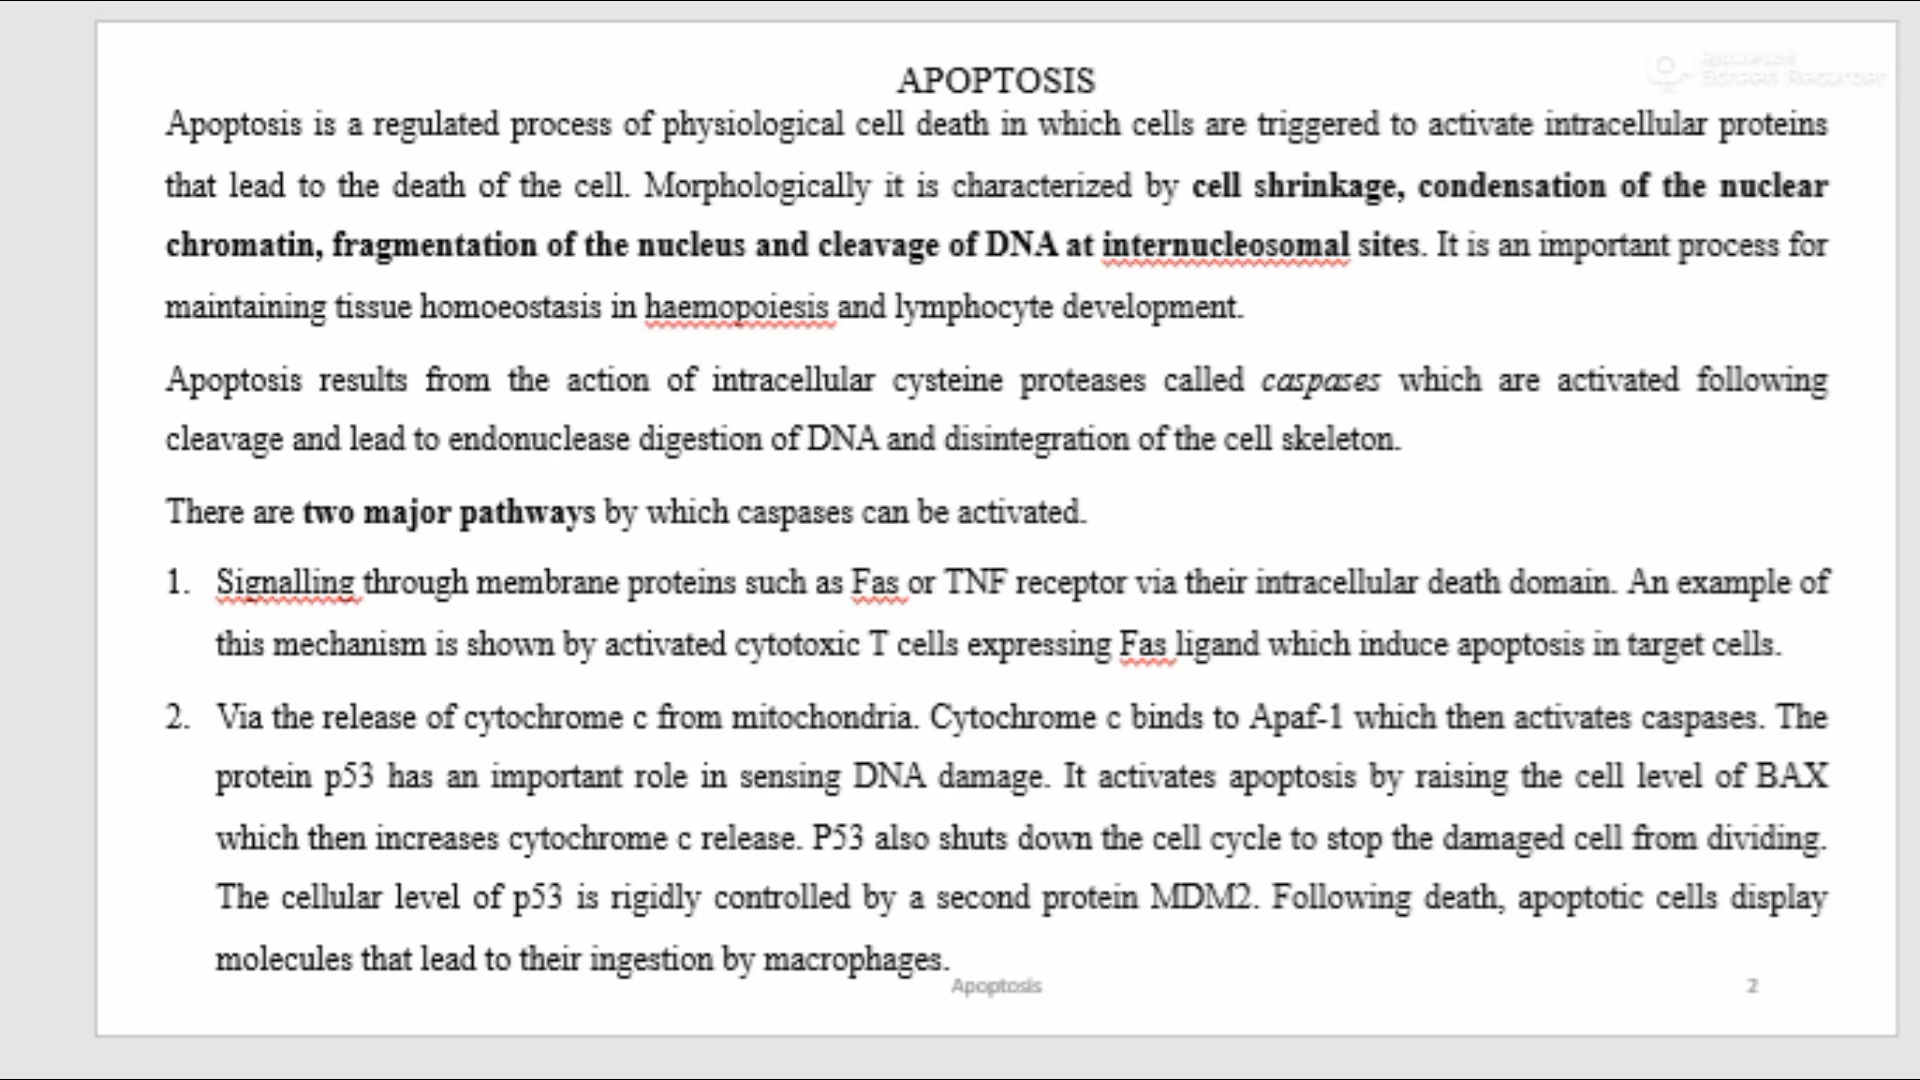 APOPTOSIS
Apoptosis is a regulated process of physiological cell death in which cells are triggered to activate intracellular proteins
that lead to the death of the cell. Morphologically it is characterized by cell shrinkage, condensation of the nuclear
chromatin, fragmentation of the nucleus and cleavage of DNA at internucleosomal sites. It is an important process for
maintaining tissue homoeostasis in haemopoiesis and lymphocyte development.
Apoptosis results from the action of intracellular cysteine proteases called caspases which are activated following
cleavage and lead to endonuclease digestion of DNA and disintegration of the cell skeleton.
There are two major pathways by which caspases can be activated.
1. Signalling through membrane proteins such as Fas or TNF receptor via their intracellular death domain. An example of
this mechanism is shown by activated cytotoxic T cells expressing Fas ligand which induce apoptosis in target cells.
2. Via the release of cytochrome c from mitochondria. Cytochrome c binds to Apaf-1 which then activates caspases. The
protein p53 has an important role in sensing DNA damage. It activates apoptosis by raising the cell level of BAX
which then increases cytochrome c release. P53 also shuts down the cell cycle to stop the damaged cell from dividing.
The cellular level of p53 is rigidly controlled by a second protein MDM2. Following death, apoptotic cells display
molecules that lead to their ingestion by macrophages.
Apoptosis 2
Screen Recorder